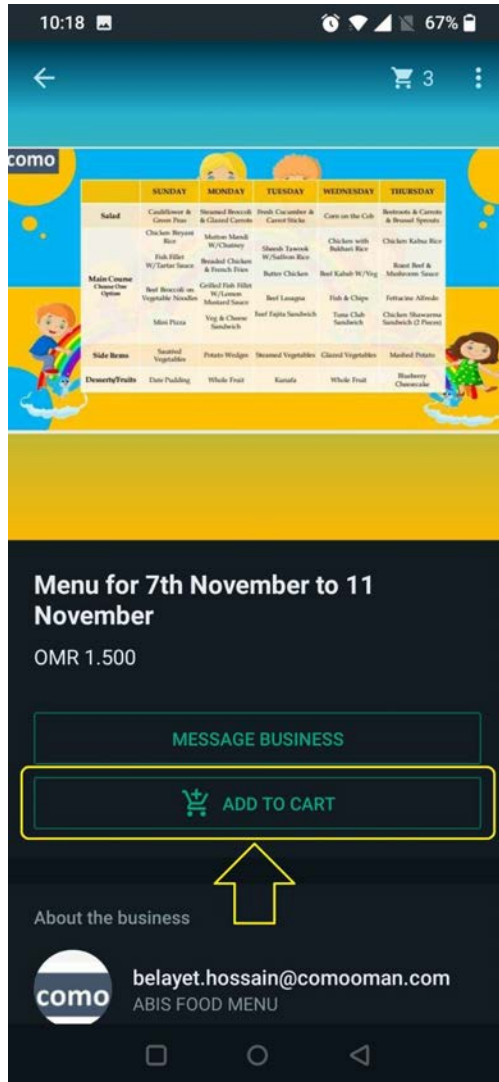 10:18
67%
3
como
SUNDAY MONDAY TUESDAY WEDNESDAY THURSDAY
Salad
Cauliflower &
Green Peas
Steamed Broccoli
& Glazed Carrots
Fresh Cucumber &
Carrot Sticks
Corn on the Cob
Beetroots & Carrots
& Brussel Sprouts
Main Course
Choose One
Option
Chicken Biryani
Rice
Fish Fillet
W/Tartar Sauce
Beef Broccoli on
Vegetable Noodles
Mini Pizza
Mutton Mandi
W/Chutney
Breaded Chicken
& French Fries
Grilled Fish Fillet
W/Lemon
Mustard Sauce
Veg & Cheese
Sandwich
Sheesh Tawook
W/Saffron Rice
Butter Chicken
Beef Lasagna
Beef Fajita Sandwich
Chicken with
Bukhari Rice
Beef Kabab W/Veg
Fish & Chips
Tuna Club
Sandwich
Chicken Kabsa Rice
Roast Beef &
Mushroom Sauce
Fettucine Alfredo
Chicken Shawarma
Sandwich (2 Pieces)
Side Items
Sauteed
Vegetables
Potato Wedges
Steamed Vegetables
Glazed Vegetables
Mashed Potato
Desserts/Fruits
Date Pudding
Whole Fruit
Kunafa
Whole Fruit
Blueberry
Cheesecake
Menu for 7th November to 11
November
OMR 1.500
MESSAGE BUSINESS
ADD TO CART
About the business
como
belayet.hossain@comooman.com
ABIS FOOD MENU